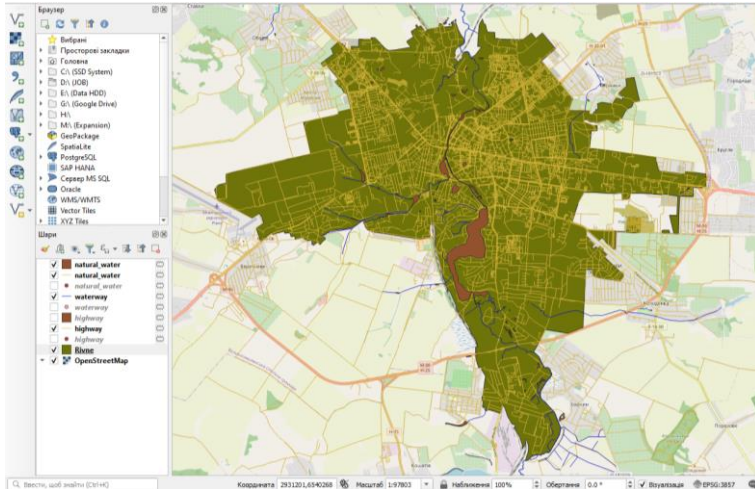 Браузер
Вибрані
Просторові закладки
Головна
C:\ (SSD System)
D:\ (JOB)
E:\ (Data HDD)
G:\ (Google Drive)
H:\
M:\ (Expansion)
GeoPackage
SpatiaLite
PostgreSQL
SAP HANA
Сервер MS SQL
Oracle
WMS/WMTS
Vector Tiles
XYZ Tiles
Шари
natural_water
natural_water
natural_water
waterway
waterway
highway
highway
highway
Rivne
OpenStreetMap
Введіть, щоб знайти (Ctrl+K)
Координата 2931201,6540268 Масштаб 1:97803 Наближення 100% Обертання 0.0 ° Візуалізація EPSG:3857